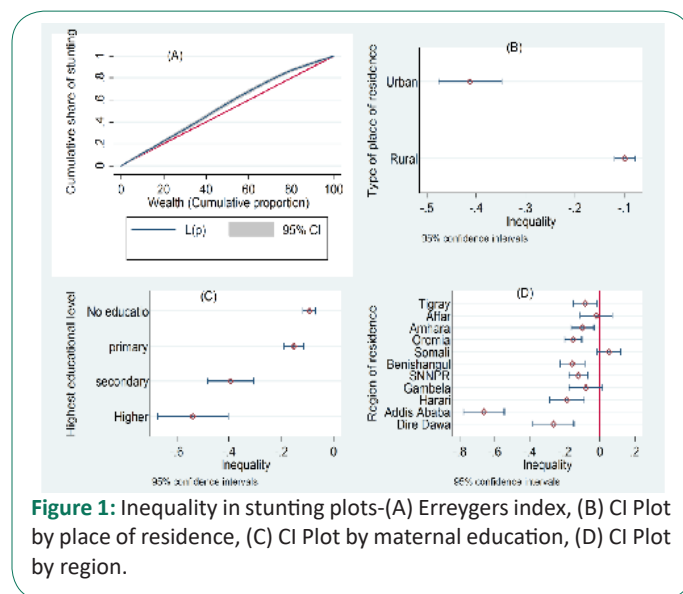 (A)
Cumulative share of stunting
0 .2 .4 .6 .8 1
0 20 40 60 80 100
Wealth (Cumulative proportion)
L(p) 95% CI
(B)
Type of place of residence
Urban
Rural
-.5 -.4 -.3 -.2 -.1
Inequality
95% confidence intervals
(C)
Highest educational level
No educatio
primary
secondary
Higher
.6 .4 .2 0
Inequality
95% confidence intervals
(D)
Region of residence
Tigray
Affar
Amhara
Oromia
Somali
Benishangul
SNNPR
Gambela
Harari
Addis Ababa
Dire Dawa
.8 .6 .4 .2 0 .2
Inequality
95% confidence intervals
Figure 1: Inequality in stunting plots-(A) Erreygers index, (B) CI Plot
by place of residence, (C) CI Plot by maternal education, (D) CI Plot
by region.